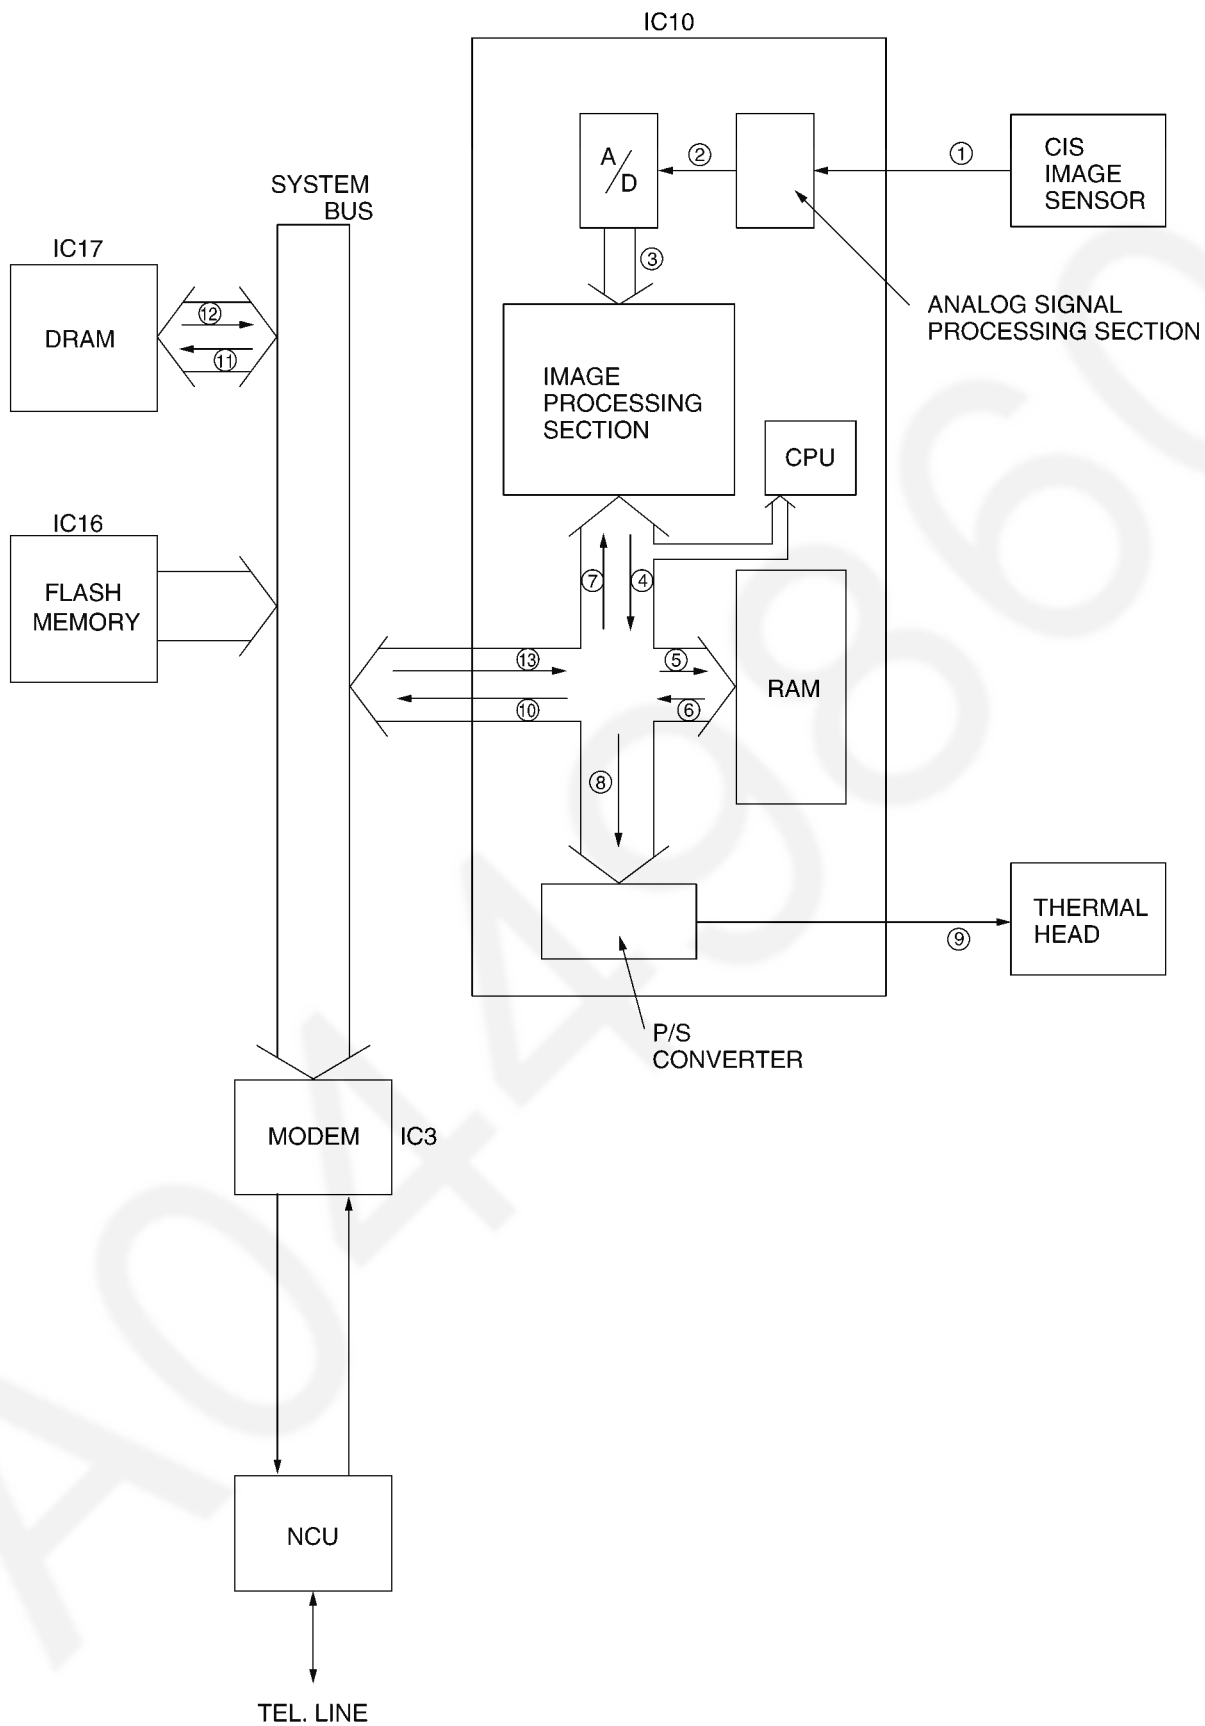 IC10
A/D
②
①
CIS
IMAGE
SENSOR
SYSTEM
BUS
③
IC17
DRAM
⑫
⑪
ANALOG SIGNAL
PROCESSING SECTION
IMAGE
PROCESSING
SECTION
CPU
IC16
FLASH
MEMORY
⑦
④
⑬
⑤
⑩
⑥
RAM
⑧
THERMAL
HEAD
⑨
P/S
CONVERTER
MODEM
IC3
NCU
TEL. LINE
A0449860